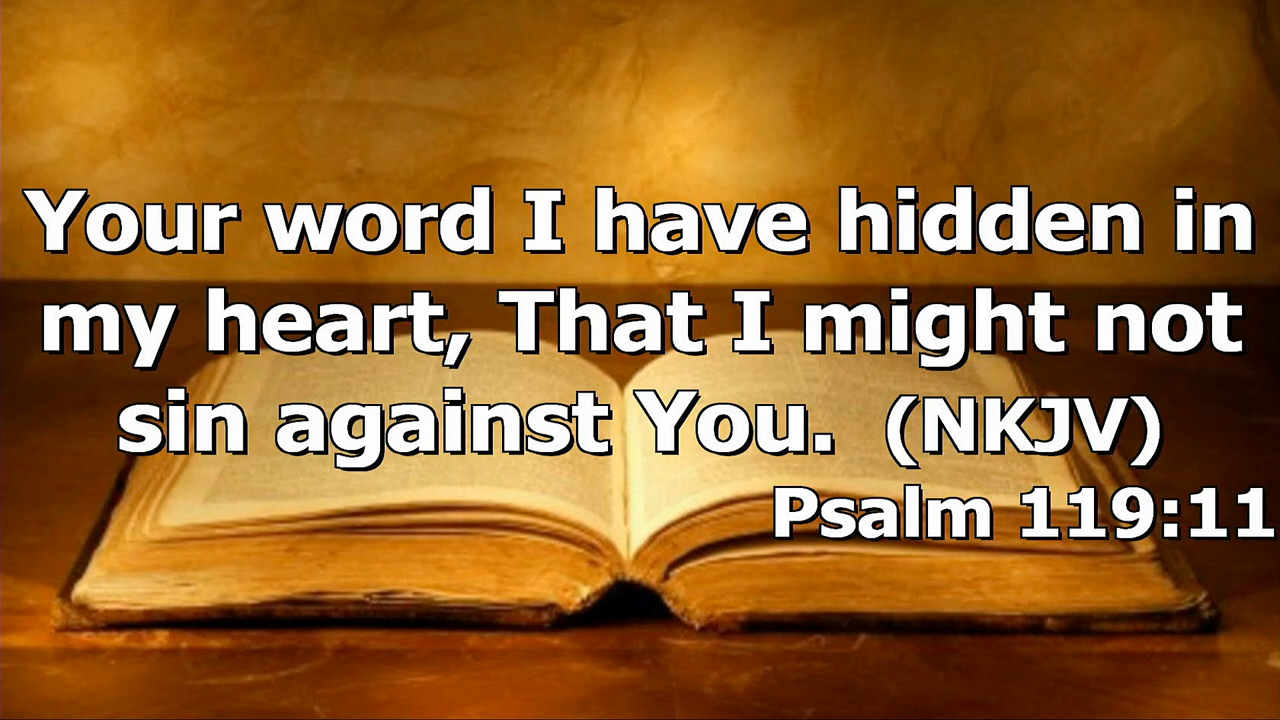 Your word I have hidden in
my heart, That I might not
sin against You. (NKJV)
Psalm 119:11